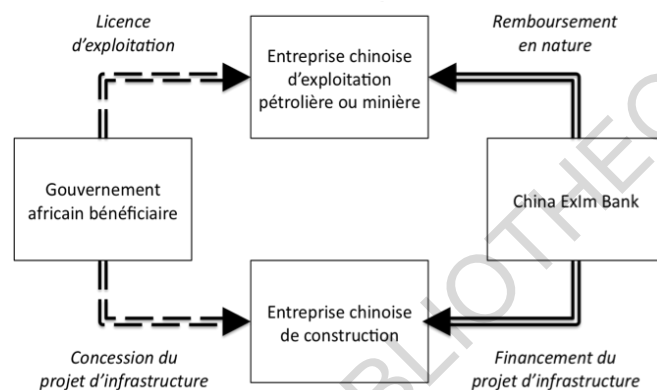 Licence
d'exploitation
Entreprise chinoise
d'exploitation
pétrolière ou minière
Remboursement
en nature
Gouvernement
africain bénéficiaire
China ExIm Bank
Entreprise chinoise
de construction
Concession du
projet d'infrastructure
Financement du
projet d'infrastructure
BLIOTHEC